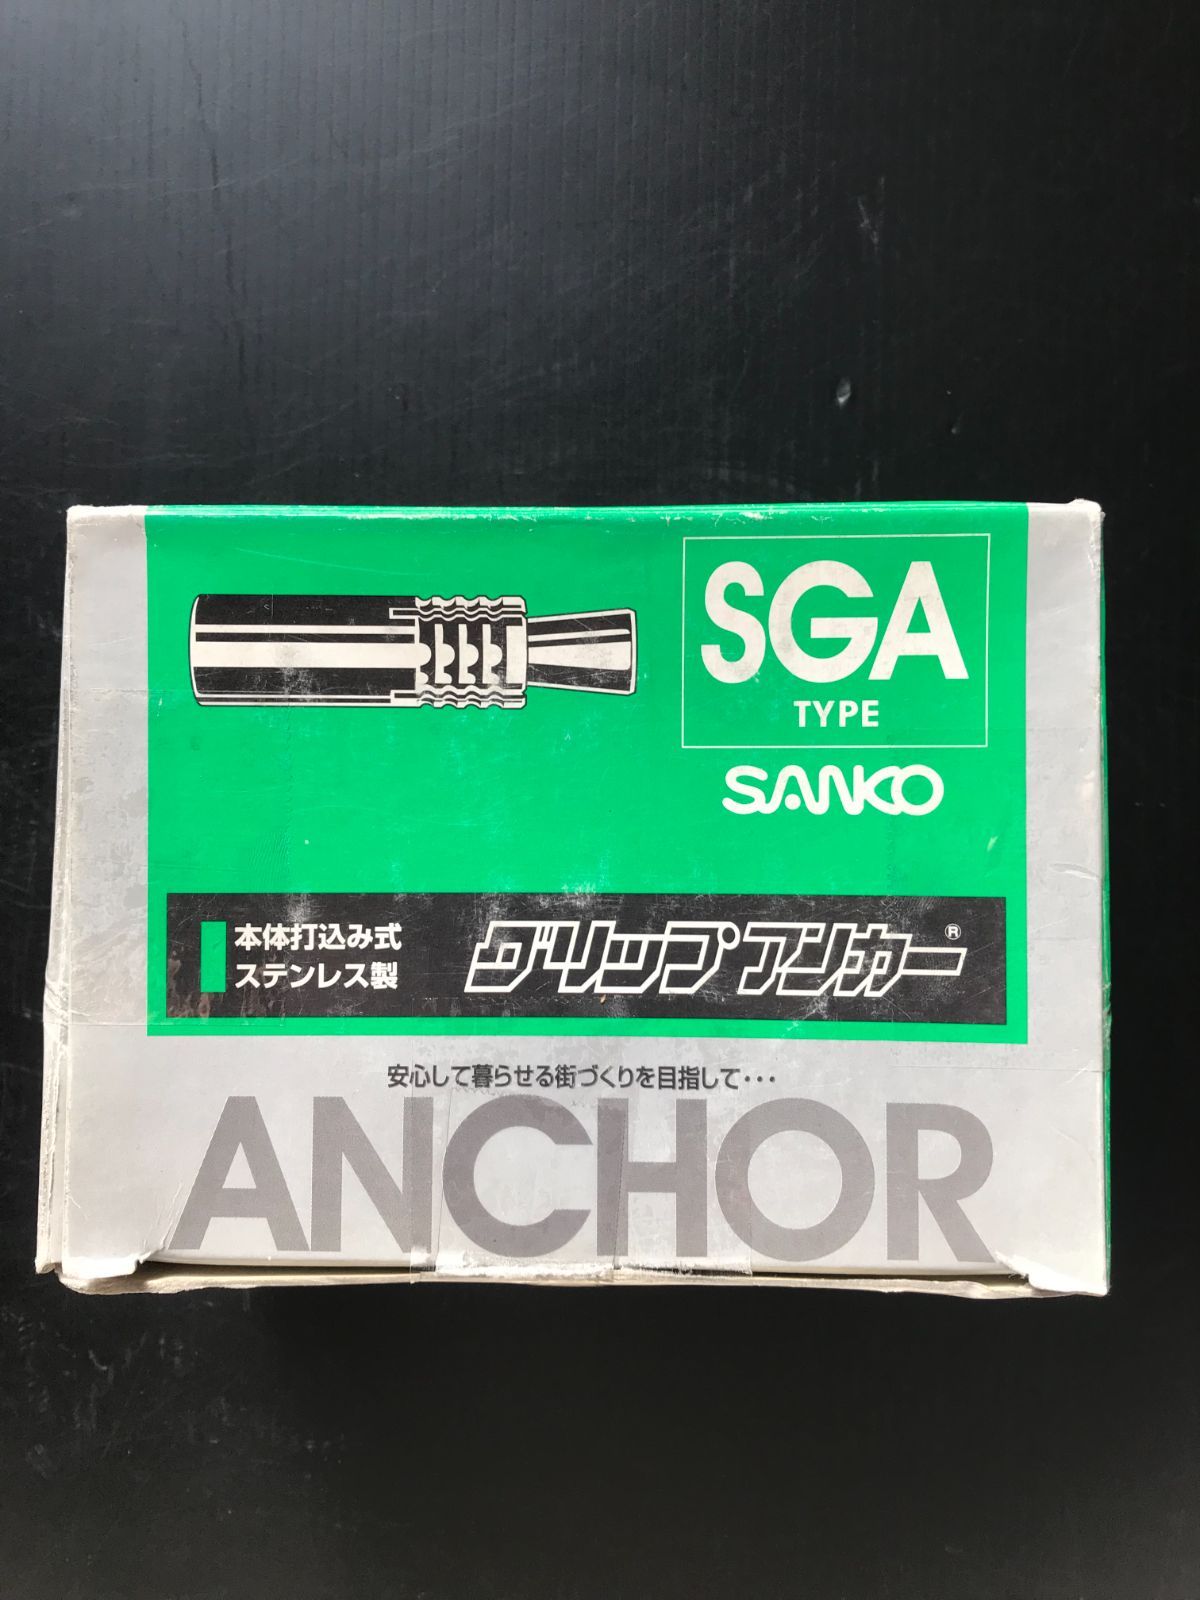 SGA
TYPE
SANKO
本体打込み式
ステンレス製
グリップアンカー®
安心して暮らせる街づくりを目指して・・・
ANCHOR